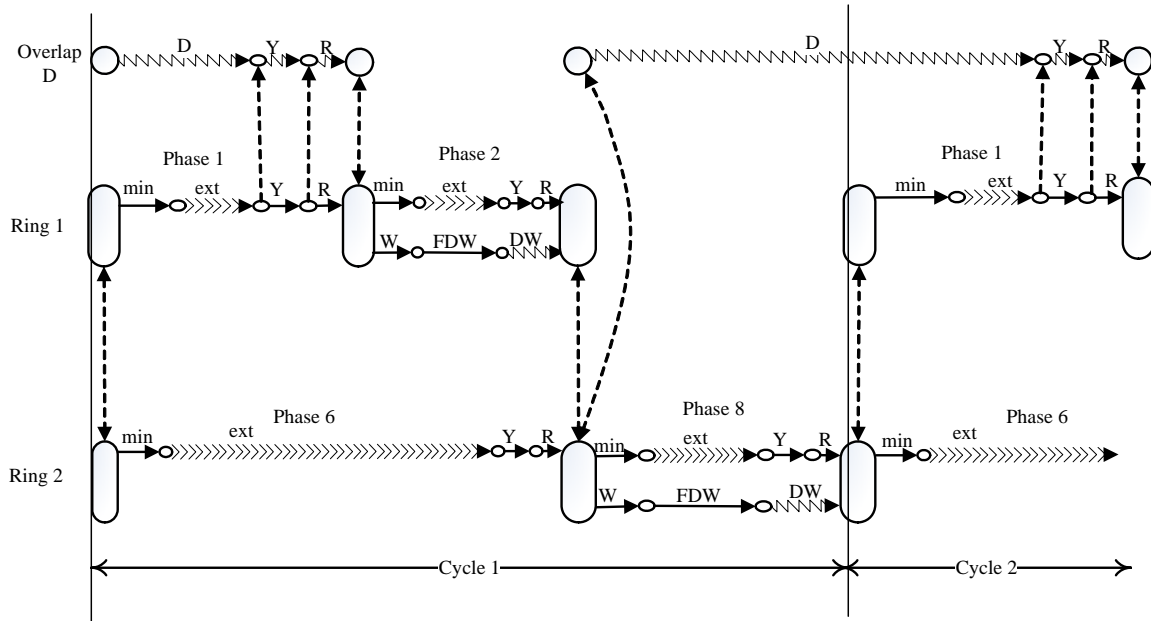 Overlap D Y R D Y R
D
Phase 1 Phase 2 Phase 1
min ext Y R min ext Y R min ext Y R
Ring 1
W FDW DW
Phase 6 Phase 8 Phase 6
min ext Y R min ext Y R min ext
Ring 2
W FDW DW
Cycle 1 Cycle 2